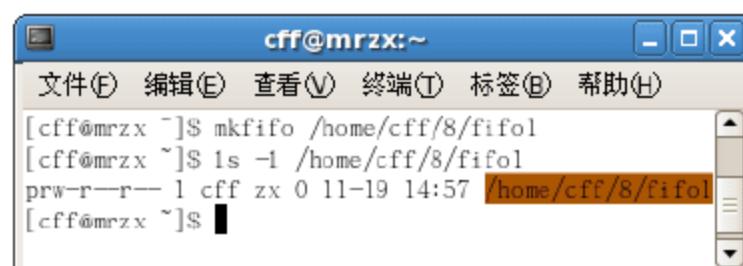 cff@mrzx:~
文件(F) 编辑(E) 查看(V) 终端(T) 标签(B) 帮助(H)
[cff@mrzx ~]$ mkfifo /home/cff/8/fifo1
[cff@mrzx ~]$ ls -l /home/cff/8/fifo1
prw-r--r-- 1 cff zx 0 11-19 14:57 /home/cff/8/fifo1
[cff@mrzx ~]$